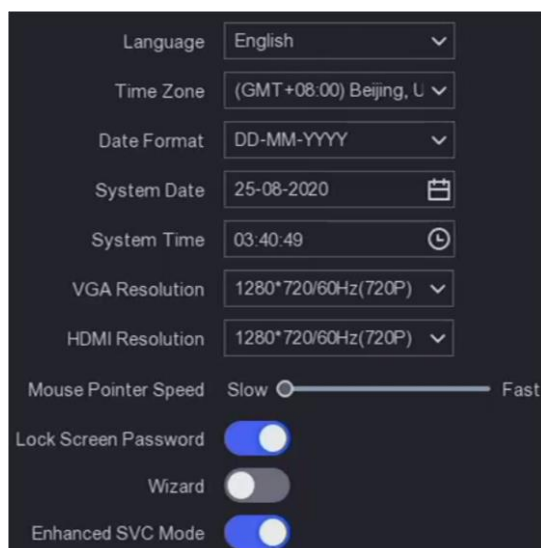 Language English
Time Zone (GMT+08:00) Beijing, U
Date Format DD-MM-YYYY
System Date 25-08-2020
System Time 03:40:49
VGA Resolution 1280*720/60Hz(720P)
HDMI Resolution 1280*720/60Hz(720P)
Mouse Pointer Speed Slow Fast
Lock Screen Password
Wizard
Enhanced SVC Mode